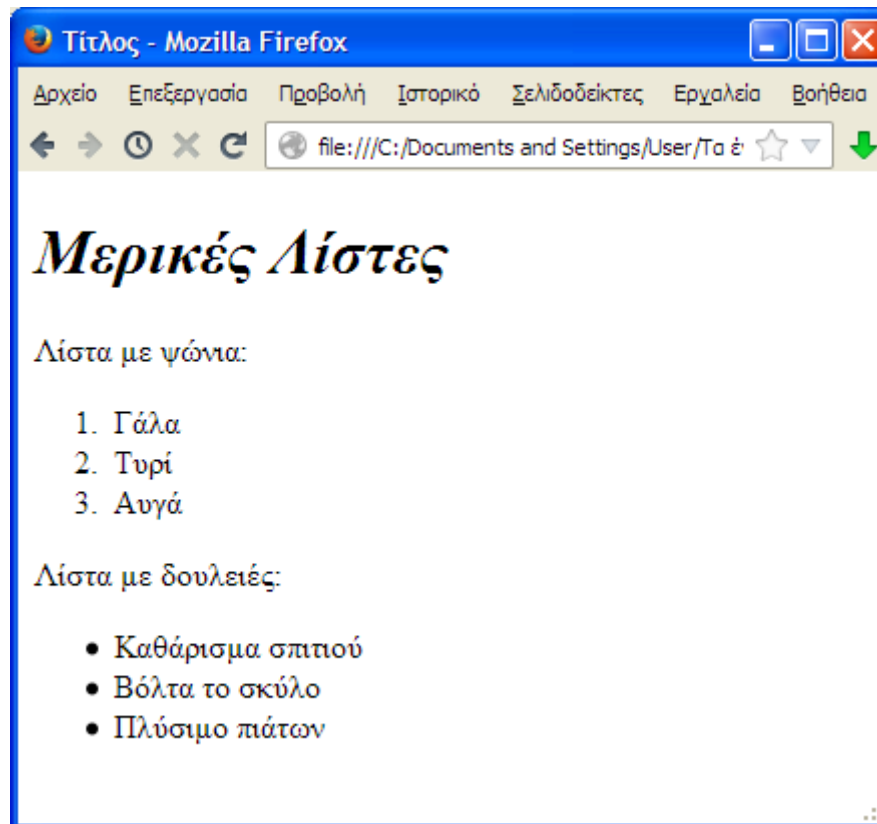 Τίτλος - Mozilla Firefox
Αρχείο Επεξεργασία Προβολή Ιστορικό Σελιδοδείκτες Εργαλεία Βοήθεια
file:///C:/Documents and Settings/User/Τα έ
Μερικές Λίστες
Λίστα με ψώνια:
1. Γάλα
2. Τυρί
3. Αυγά
Λίστα με δουλειές:
• Καθάρισμα σπιτιού
• Βόλτα το σκύλο
• Πλύσιμο πιάτων